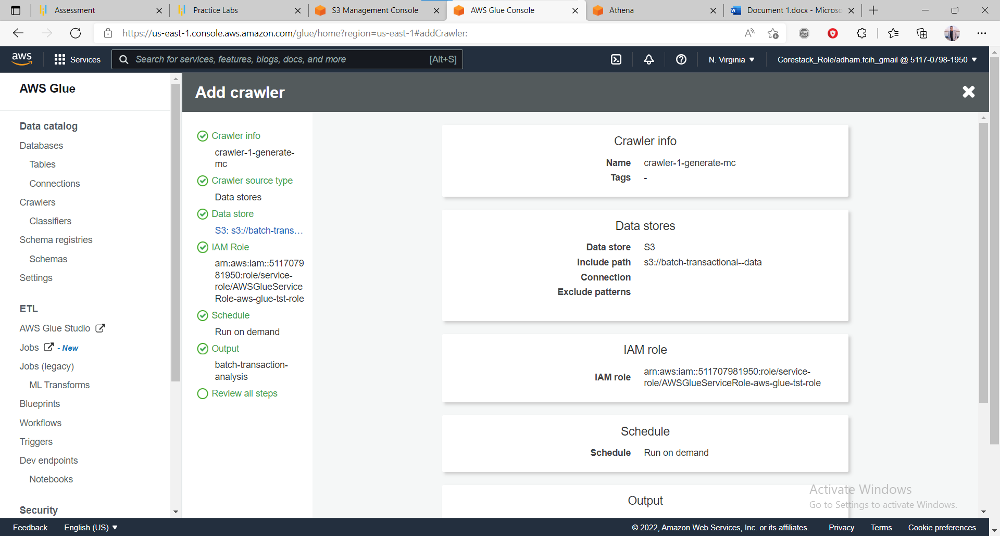 Assessment
Practice Labs
S3 Management Console
AWS Glue Console
Athena
Document 1.docx - Microso
https://us-east-1.console.aws.amazon.com/glue/home?region=us-east-1#addCrawler:
aws
Services
Search for services, features, blogs, docs, and more
[Alt+S]
N. Virginia
Corestack_Role/adham.fcih_gmail @ 5117-0798-1950
AWS Glue
Data catalog
Databases
Tables
Connections
Crawlers
Classifiers
Schema registries
Schemas
Settings
ETL
AWS Glue Studio
Jobs - New
Jobs (legacy)
ML Transforms
Blueprints
Workflows
Triggers
Dev endpoints
Notebooks
Security
Add crawler
Crawler info
crawler-1-generate-
mc
Crawler source type
Data stores
Data store
S3: s3://batch-trans...
IAM Role
arn:aws:iam::5117079
81950:role/service-
role/AWSGlueService
Role-aws-glue-tst-role
Schedule
Run on demand
Output
batch-transaction-
analysis
Review all steps
Crawler info
Name crawler-1-generate-mc
Tags -
Data stores
Data store S3
Include path s3://batch-transactional--data
Connection
Exclude patterns
IAM role
IAM role arn:aws:iam::511707981950:role/service-
role/AWSGlueServiceRole-aws-glue-tst-role
Schedule
Schedule Run on demand
Output
Activate Windows
Go to Settings to activate Windows.
Feedback
English (US)
© 2022, Amazon Web Services, Inc. or its affiliates.
Privacy
Terms
Cookie preferences